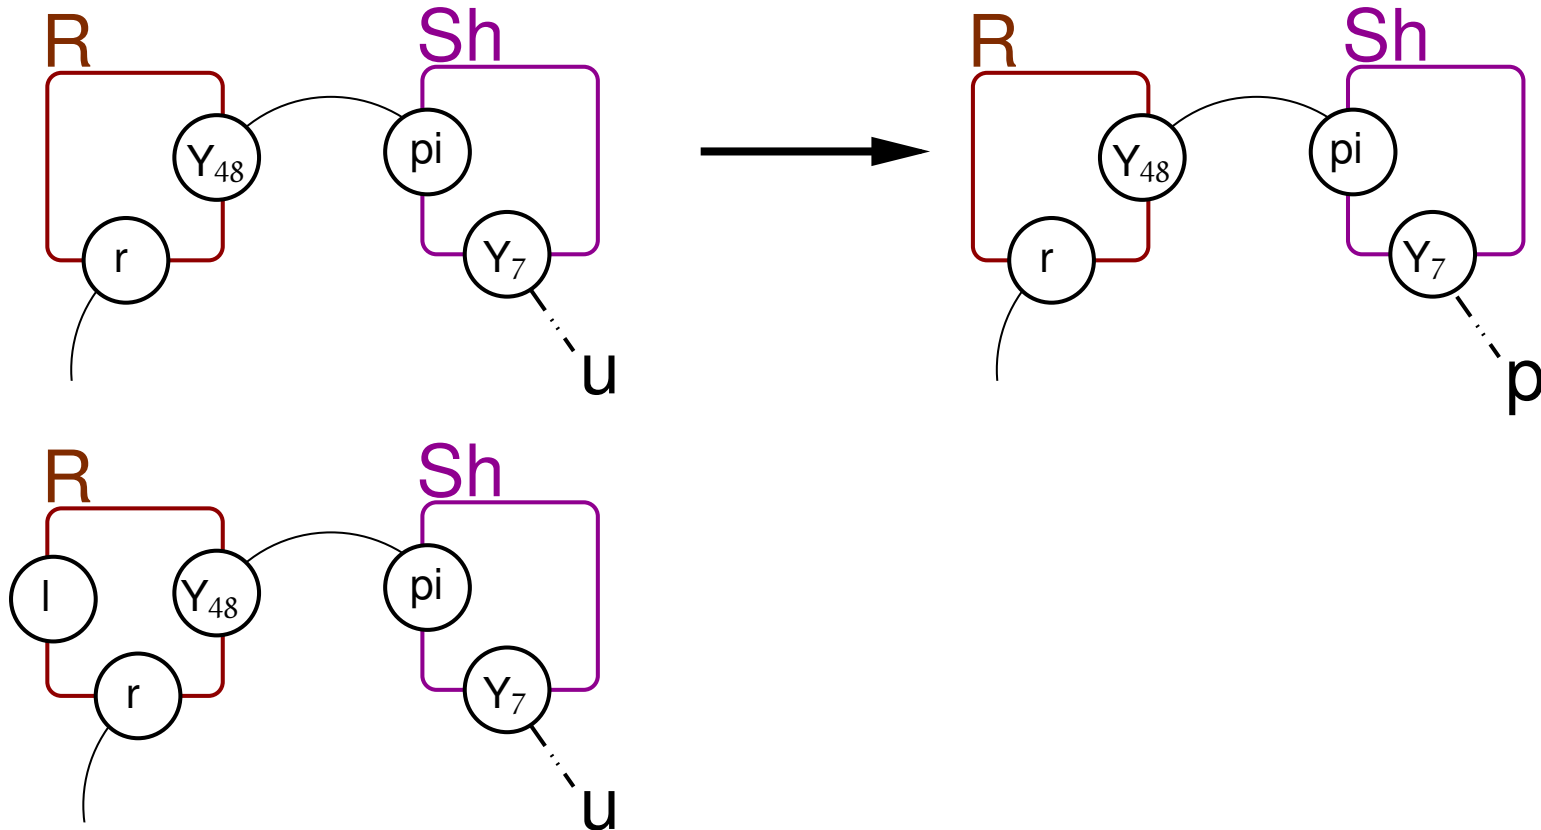 R Sh R Sh
Y48 pi Y48 pi
r Y7 r Y7
u p
R Sh
l Y48 pi
r Y7
u